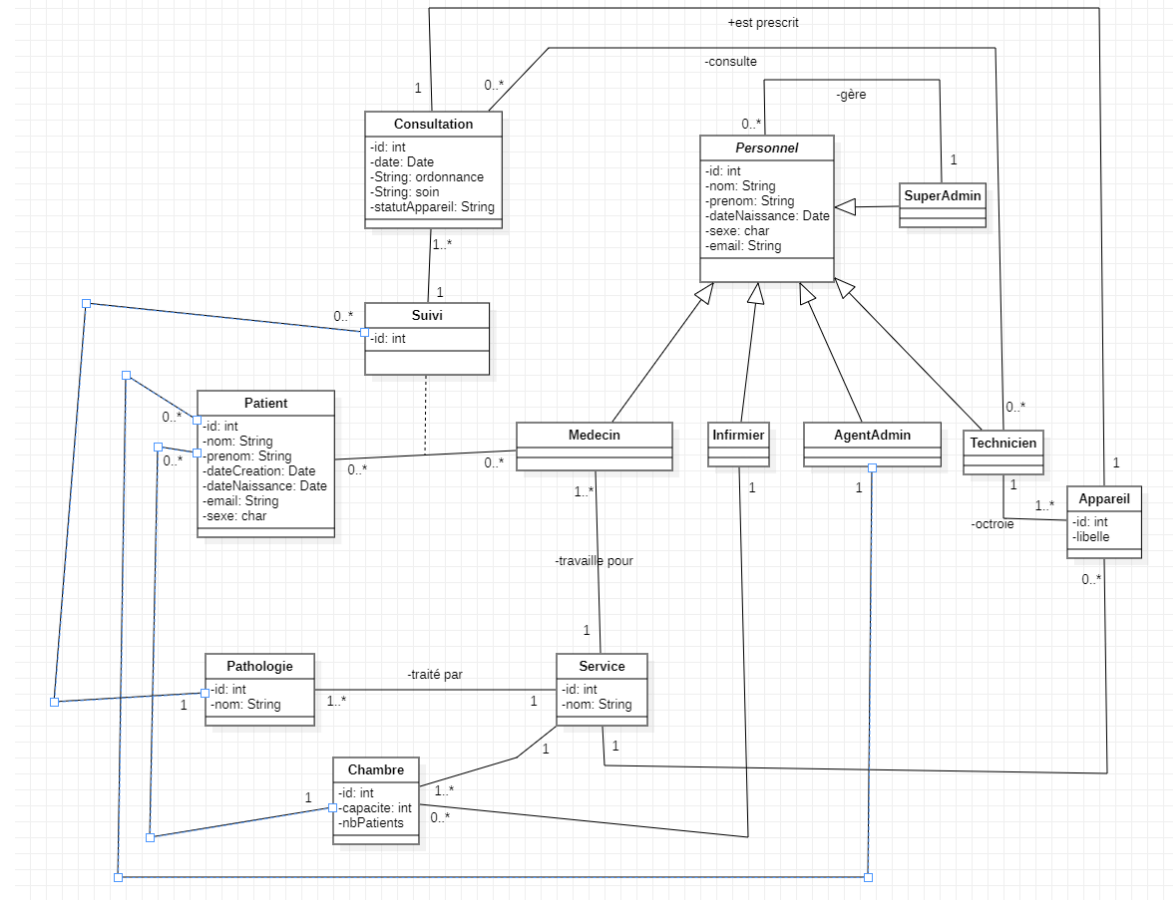 +est prescrit
-consulte
-gère
1
0..*
0..*
1
Consultation
-id: int
-date: Date
-String: ordonnance
-String: soin
-statutAppareil: String
Personnel
-id: int
-nom: String
-prenom: String
-dateNaissance: Date
-sexe: char
-email: String
SuperAdmin
1..*
1
0..*
Suivi
-id: int
0..*
0..*
Patient
-id: int
-nom: String
-prenom: String
-dateCreation: Date
-dateNaissance: Date
-email: String
-sexe: char
0..*
0..*
Medecin
Infirmier
AgentAdmin
0..*
Technicien
1
Appareil
-id: int
-libelle
1..*
1
1
1
1..*
-octroie
0..*
-travaille pour
1
Pathologie
-id: int
-nom: String
1
-traité par
1..*
1
Service
-id: int
-nom: String
1
1
Chambre
-id: int
-capacite: int
-nbPatients
1
1..*
0..*